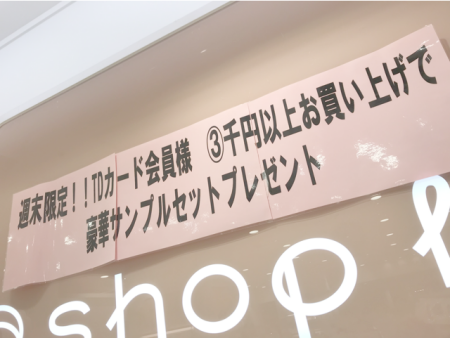 週末限定!!TDカード会員様 ③千円以上お買い上げで
豪華サンプルセットプレゼント
@shop